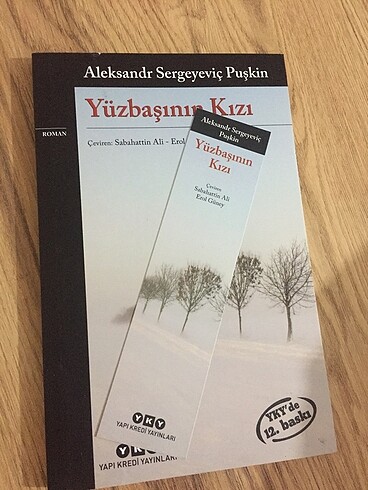 Aleksandr Sergeyeviç Puşkin
Yüzbaşının Kızı
ROMAN
Çeviren: Sabahattin Ali - Erol
Aleksandr Sergeyeviç
Puşkin
Yüzbaşının
Kızı
Çeviren
Sabahattin Ali
Erol Güney
YKY'de
12. baskı
YKY
YAPI KREDİ YAYINLARI
YKY
YAPI KREDİ YAYINLARI